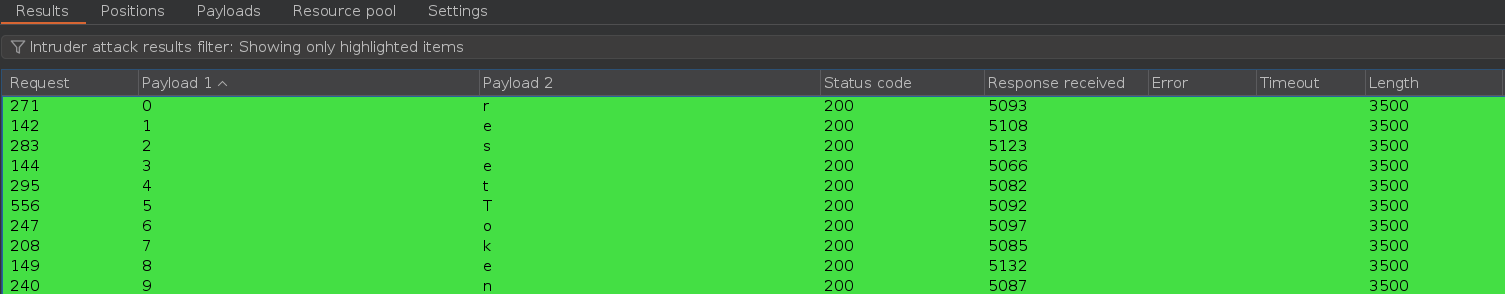 Results Positions Payloads Resource pool Settings
Intruder attack results filter: Showing only highlighted items
Request Payload 1 Payload 2 Status code Response received Error Timeout Length
271 0 r 200 5093 3500
142 1 e 200 5108 3500
283 2 s 200 5123 3500
144 3 e 200 5066 3500
295 4 t 200 5082 3500
556 5 T 200 5092 3500
247 6 o 200 5097 3500
208 7 k 200 5085 3500
149 8 e 200 5132 3500
240 9 n 200 5087 3500